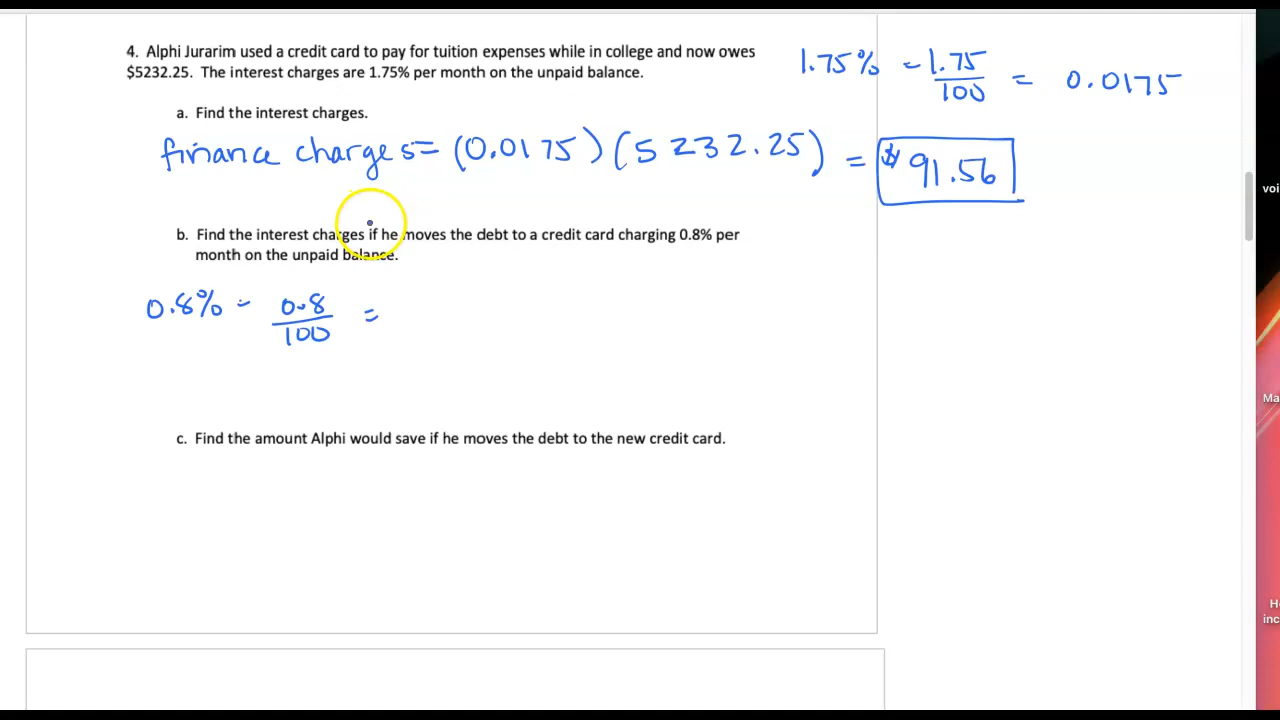 4. Alphi Jurarim used a credit card to pay for tuition expenses while in college and now owes
$5232.25. The interest charges are 1.75% per month on the unpaid balance.
1.75% = 1.75/100 = 0.0175
a. Find the interest charges.
finance charges = (0.0175)(5232.25) = $91.56
b. Find the interest charges if he moves the debt to a credit card charging 0.8% per
month on the unpaid balance.
0.8% = 0.8/100 =
c. Find the amount Alphi would save if he moves the debt to the new credit card.
voi
Ma
inc